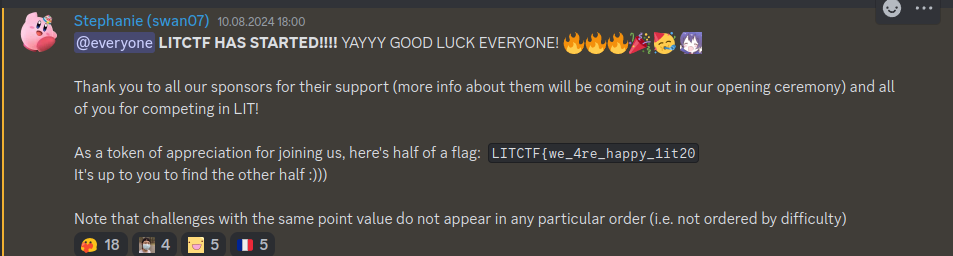 Stephanie (swan07) 10.08.2024 18:00
@everyone LITCTF HAS STARTED!!!! YAYYY GOOD LUCK EVERYONE! 🔥🔥🔥🎉🥳
Thank you to all our sponsors for their support (more info about them will be coming out in our opening ceremony) and all
of you for competing in LIT!
As a token of appreciation for joining us, here's half of a flag: LITCTF{we_4re_happy_1it20
It's up to you to find the other half :)))
Note that challenges with the same point value do not appear in any particular order (i.e. not ordered by difficulty)
18 4 5 5